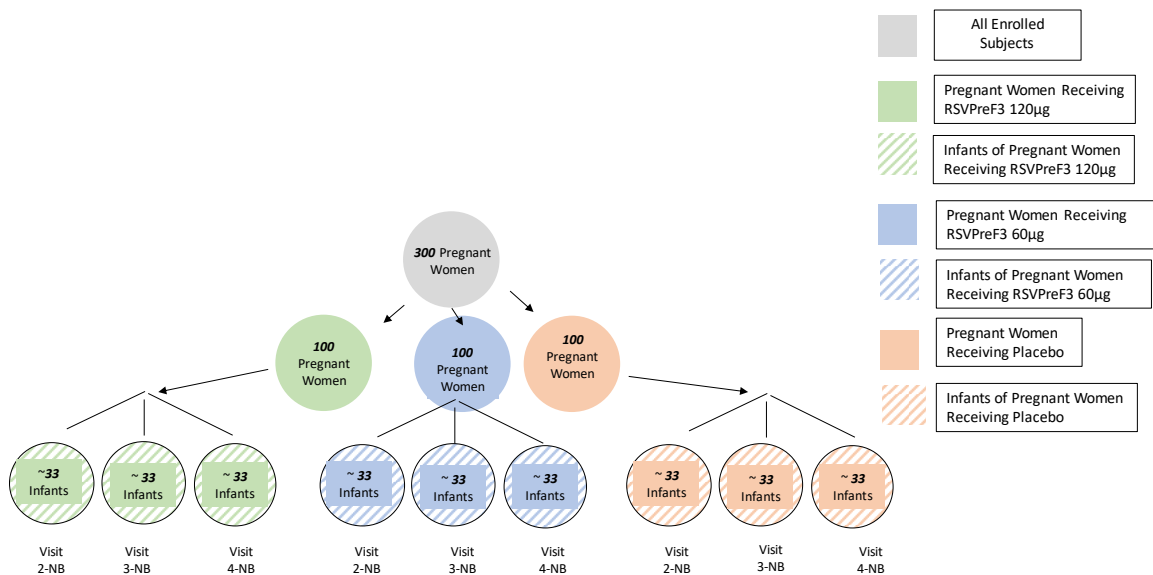 All Enrolled
Subjects
Pregnant Women Receiving
RSVPreF3 120µg
Infants of Pregnant Women
Receiving RSVPreF3 120µg
Pregnant Women Receiving
RSVPreF3 60µg
Infants of Pregnant Women
Receiving RSVPreF3 60µg
Pregnant Women
Receiving Placebo
Infants of Pregnant Women
Receiving Placebo
300 Pregnant
Women
100
Pregnant
Women
100
Pregnant
Women
100
Pregnant
Women
~33
Infants
~ 33
Infants
~ 33
Infants
~ 33
Infants
~ 33
Infants
~ 33
Infants
~ 33
Infants
~ 33
Infants
~ 33
Infants
Visit
2-NB
Visit
3-NB
Visit
4-NB
Visit
2-NB
Visit
3-NB
Visit
4-NB
Visit
2-NB
Visit
3-NB
Visit
4-NB